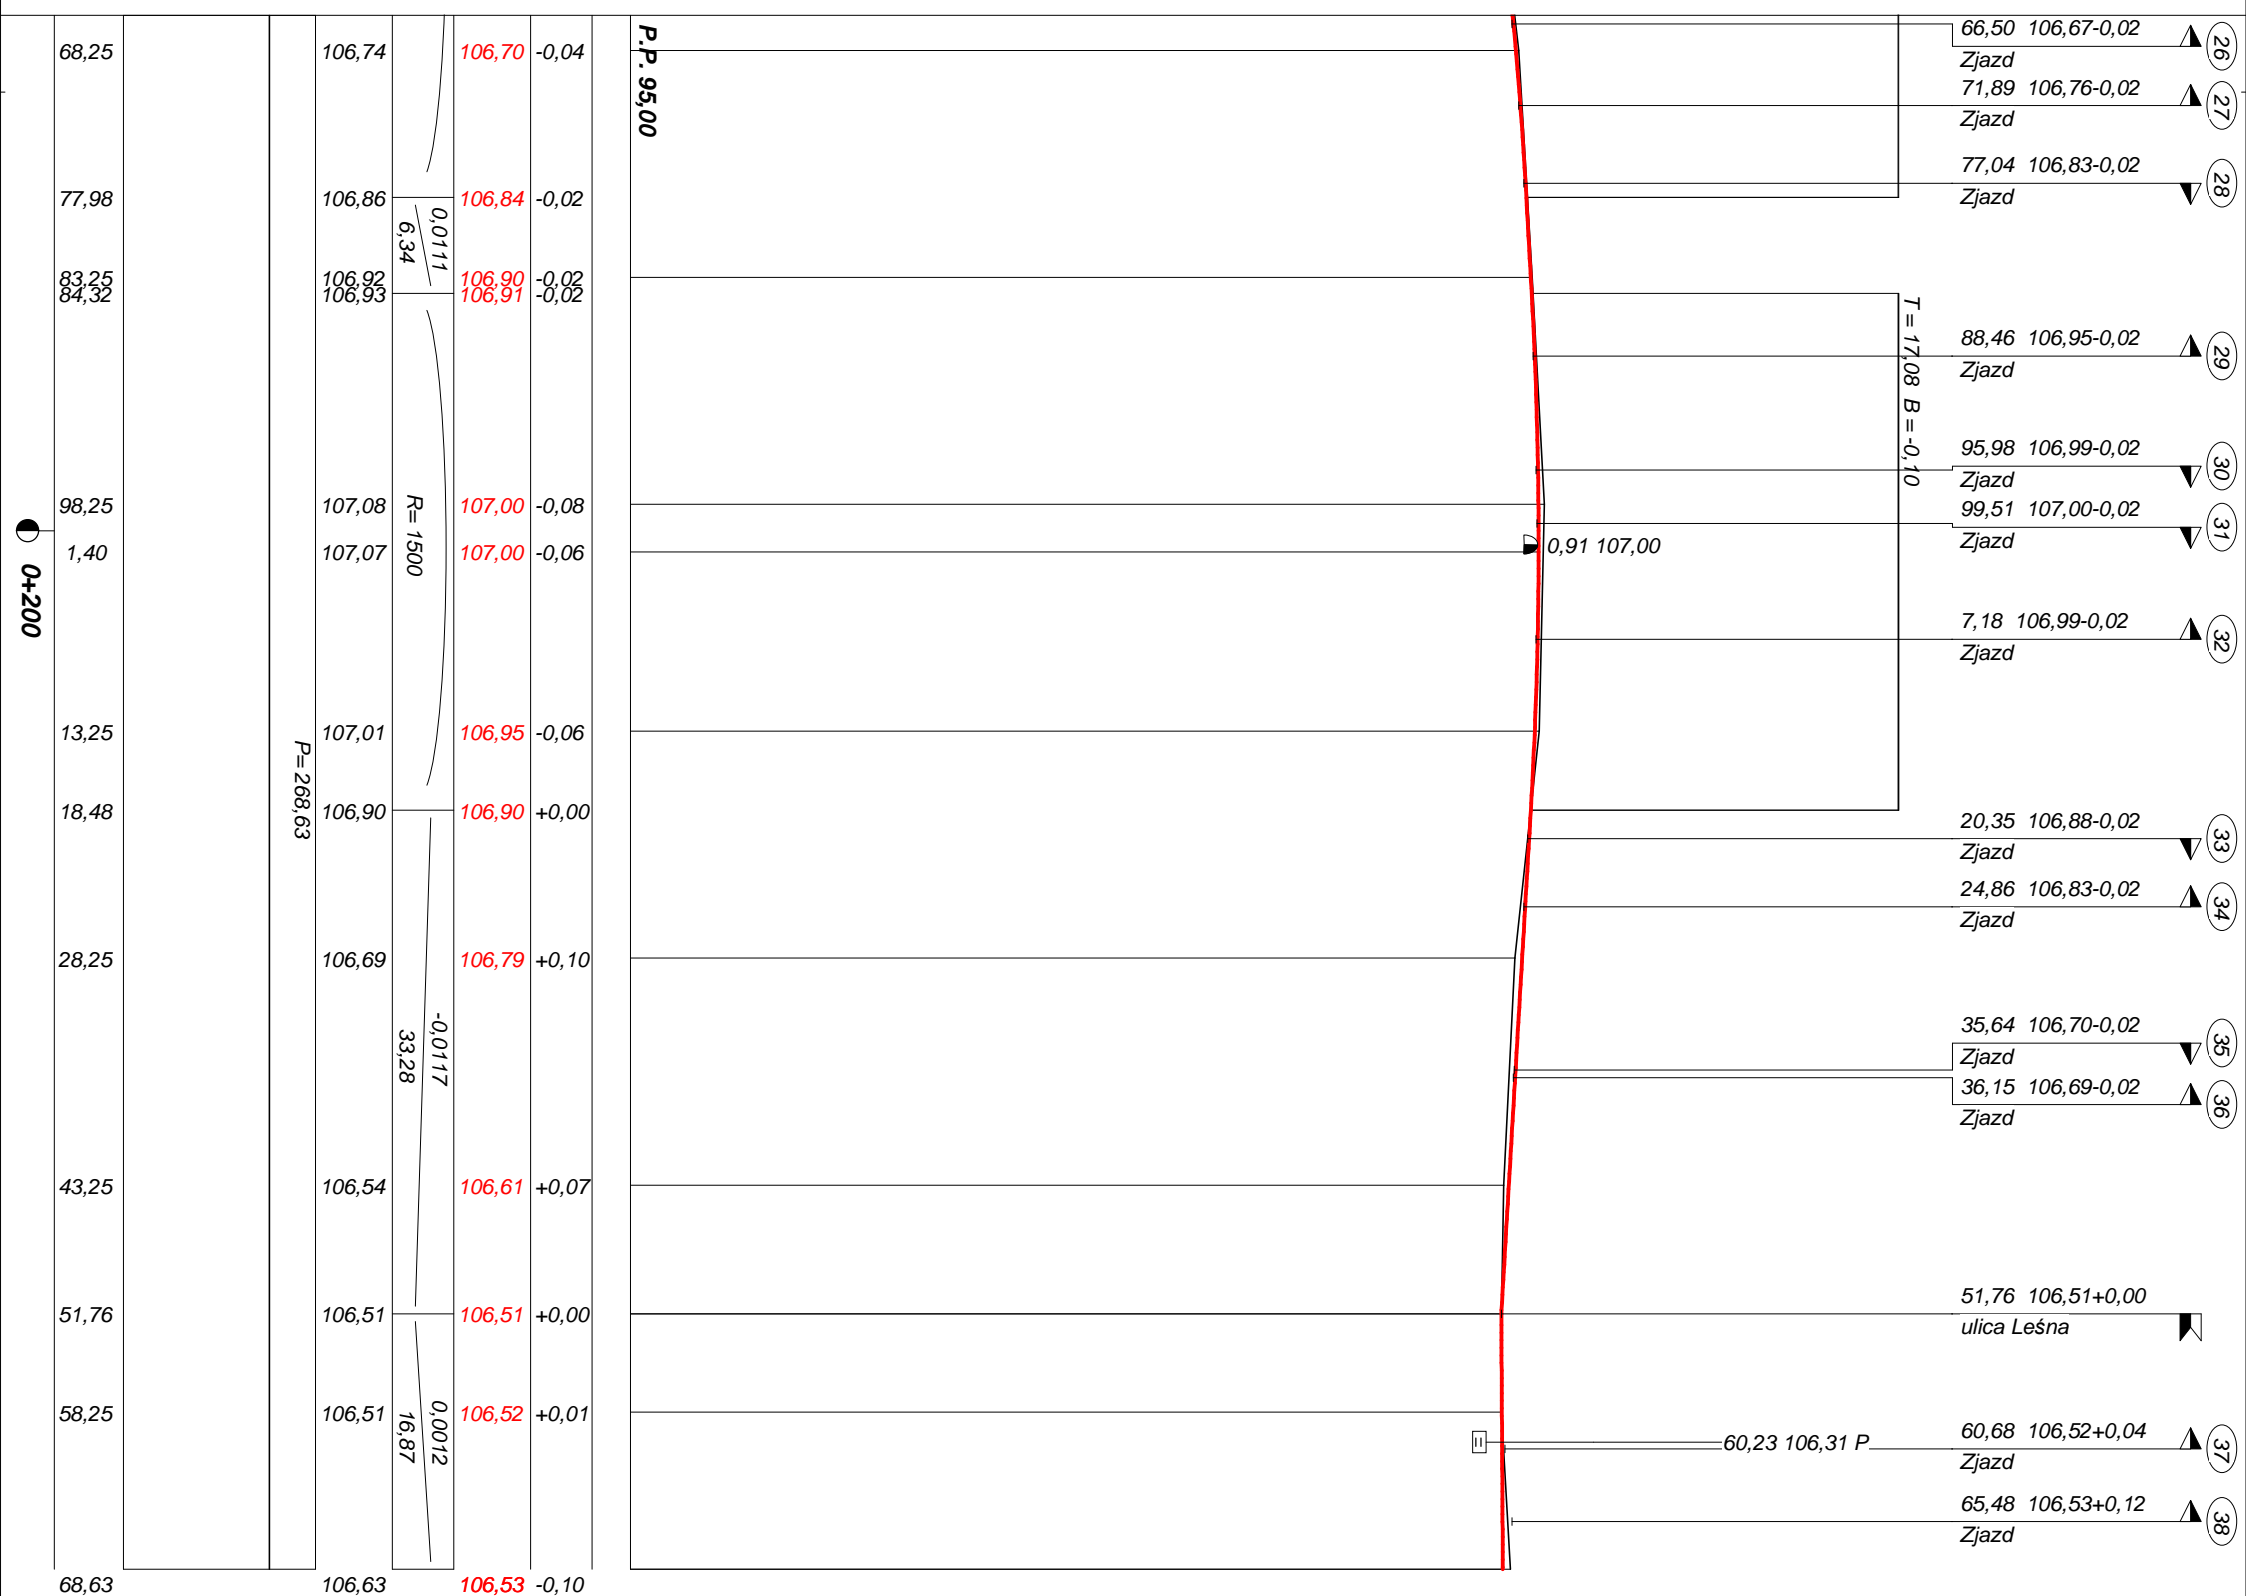 68,25 106,74 106,70 -0,04
77,98 106,86 106,84 -0,02
83,25 106,92 106,90 -0,02
84,32 106,93 106,91 -0,02
98,25 107,08 107,00 -0,08
1,40 107,07 107,00 -0,06
13,25 107,01 106,95 -0,06
18,48 106,90 106,90 +0,00
28,25 106,69 106,79 +0,10
43,25 106,54 106,61 +0,07
51,76 106,51 106,51 +0,00
58,25 106,51 106,52 +0,01
68,63 106,63 106,53 -0,10
0+200
P= 268,63
0,0111
6,34
R= 1500
-0,0117
33,28
0,0012
16,87
P.P. 95,00
0,91 107,00
T = 17,08 B = -0,10
60,23 106,31 P
66,50 106,67-0,02
Zjazd
26
71,89 106,76-0,02
Zjazd
27
77,04 106,83-0,02
Zjazd
28
88,46 106,95-0,02
Zjazd
29
95,98 106,99-0,02
Zjazd
30
99,51 107,00-0,02
Zjazd
31
7,18 106,99-0,02
Zjazd
32
20,35 106,88-0,02
Zjazd
33
24,86 106,83-0,02
Zjazd
34
35,64 106,70-0,02
Zjazd
35
36,15 106,69-0,02
Zjazd
36
51,76 106,51+0,00
ulica Leśna
60,68 106,52+0,04
Zjazd
37
65,48 106,53+0,12
Zjazd
38